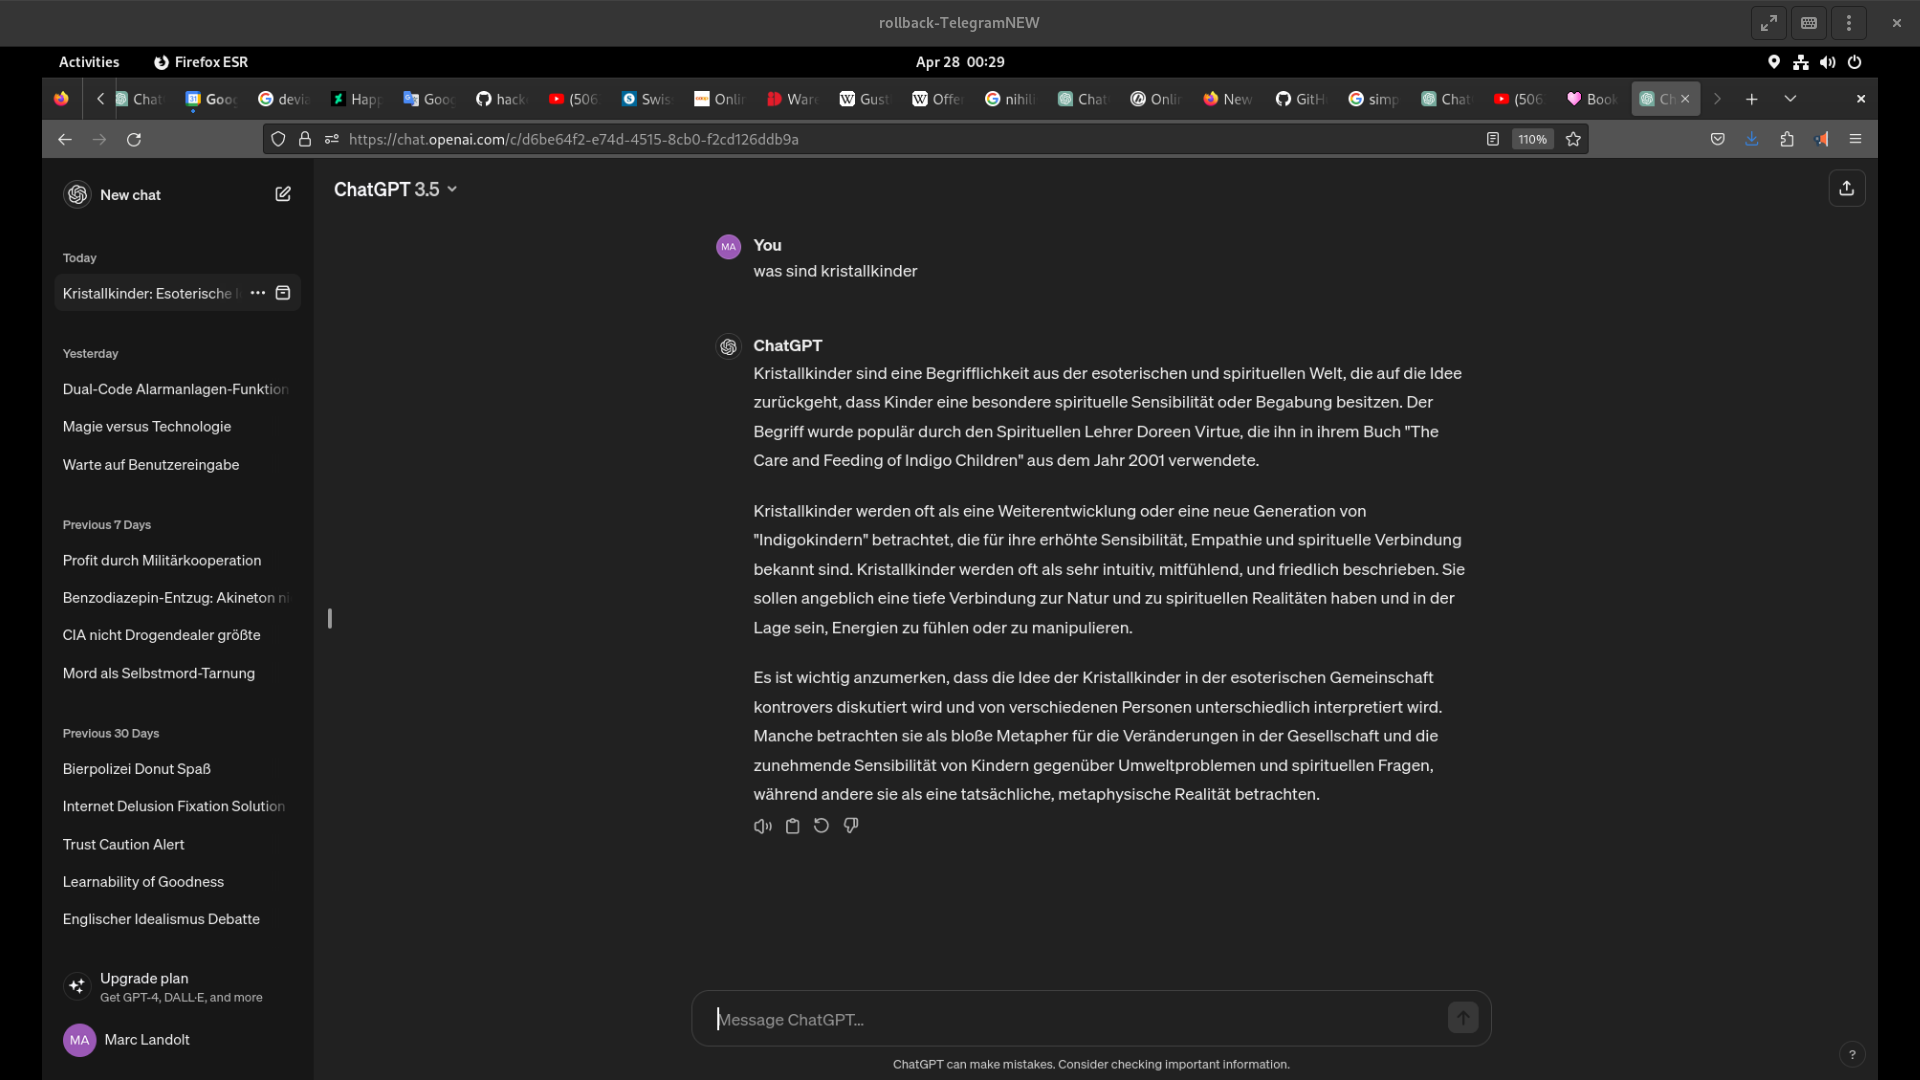 rollback-TelegramNEW
Activities
Firefox ESR
Apr 28 00:29
Chat
Goo
devia
Happ
Goo
hack
(506
Swis
Onli
Ware
Gust
Offe
nihili
Chat
Onli
New
GitH
simp
Chat
(506
Book
Ch
https://chat.openai.com/c/d6be64f2-e74d-4515-8cb0-f2cd126ddb9a
110%
New chat
ChatGPT 3.5
Today
Kristallkinder: Esoterische
Yesterday
Dual-Code Alarmanlagen-Funktion
Magie versus Technologie
Warte auf Benutzereingabe
Previous 7 Days
Profit durch Militärkooperation
Benzodiazepin-Entzug: Akineton ni
CIA nicht Drogendealer größte
Mord als Selbstmord-Tarnung
Previous 30 Days
Bierpolizei Donut Spaß
Internet Delusion Fixation Solution
Trust Caution Alert
Learnability of Goodness
Englischer Idealismus Debatte
Upgrade plan
Get GPT-4, DALL·E, and more
MA
Marc Landolt
MA
You
was sind kristallkinder
ChatGPT
Kristallkinder sind eine Begrifflichkeit aus der esoterischen und spirituellen Welt, die auf die Idee
zurückgeht, dass Kinder eine besondere spirituelle Sensibilität oder Begabung besitzen. Der
Begriff wurde populär durch den Spirituellen Lehrer Doreen Virtue, die ihn in ihrem Buch "The
Care and Feeding of Indigo Children" aus dem Jahr 2001 verwendete.
Kristallkinder werden oft als eine Weiterentwicklung oder eine neue Generation von
"Indigokindern" betrachtet, die für ihre erhöhte Sensibilität, Empathie und spirituelle Verbindung
bekannt sind. Kristallkinder werden oft als sehr intuitiv, mitfühlend, und friedlich beschrieben. Sie
sollen angeblich eine tiefe Verbindung zur Natur und zu spirituellen Realitäten haben und in der
Lage sein, Energien zu fühlen oder zu manipulieren.
Es ist wichtig anzumerken, dass die Idee der Kristallkinder in der esoterischen Gemeinschaft
kontrovers diskutiert wird und von verschiedenen Personen unterschiedlich interpretiert wird.
Manche betrachten sie als bloße Metapher für die Veränderungen in der Gesellschaft und die
zunehmende Sensibilität von Kindern gegenüber Umweltproblemen und spirituellen Fragen,
während andere sie als eine tatsächliche, metaphysische Realität betrachten.
Message ChatGPT...
ChatGPT can make mistakes. Consider checking important information.
?